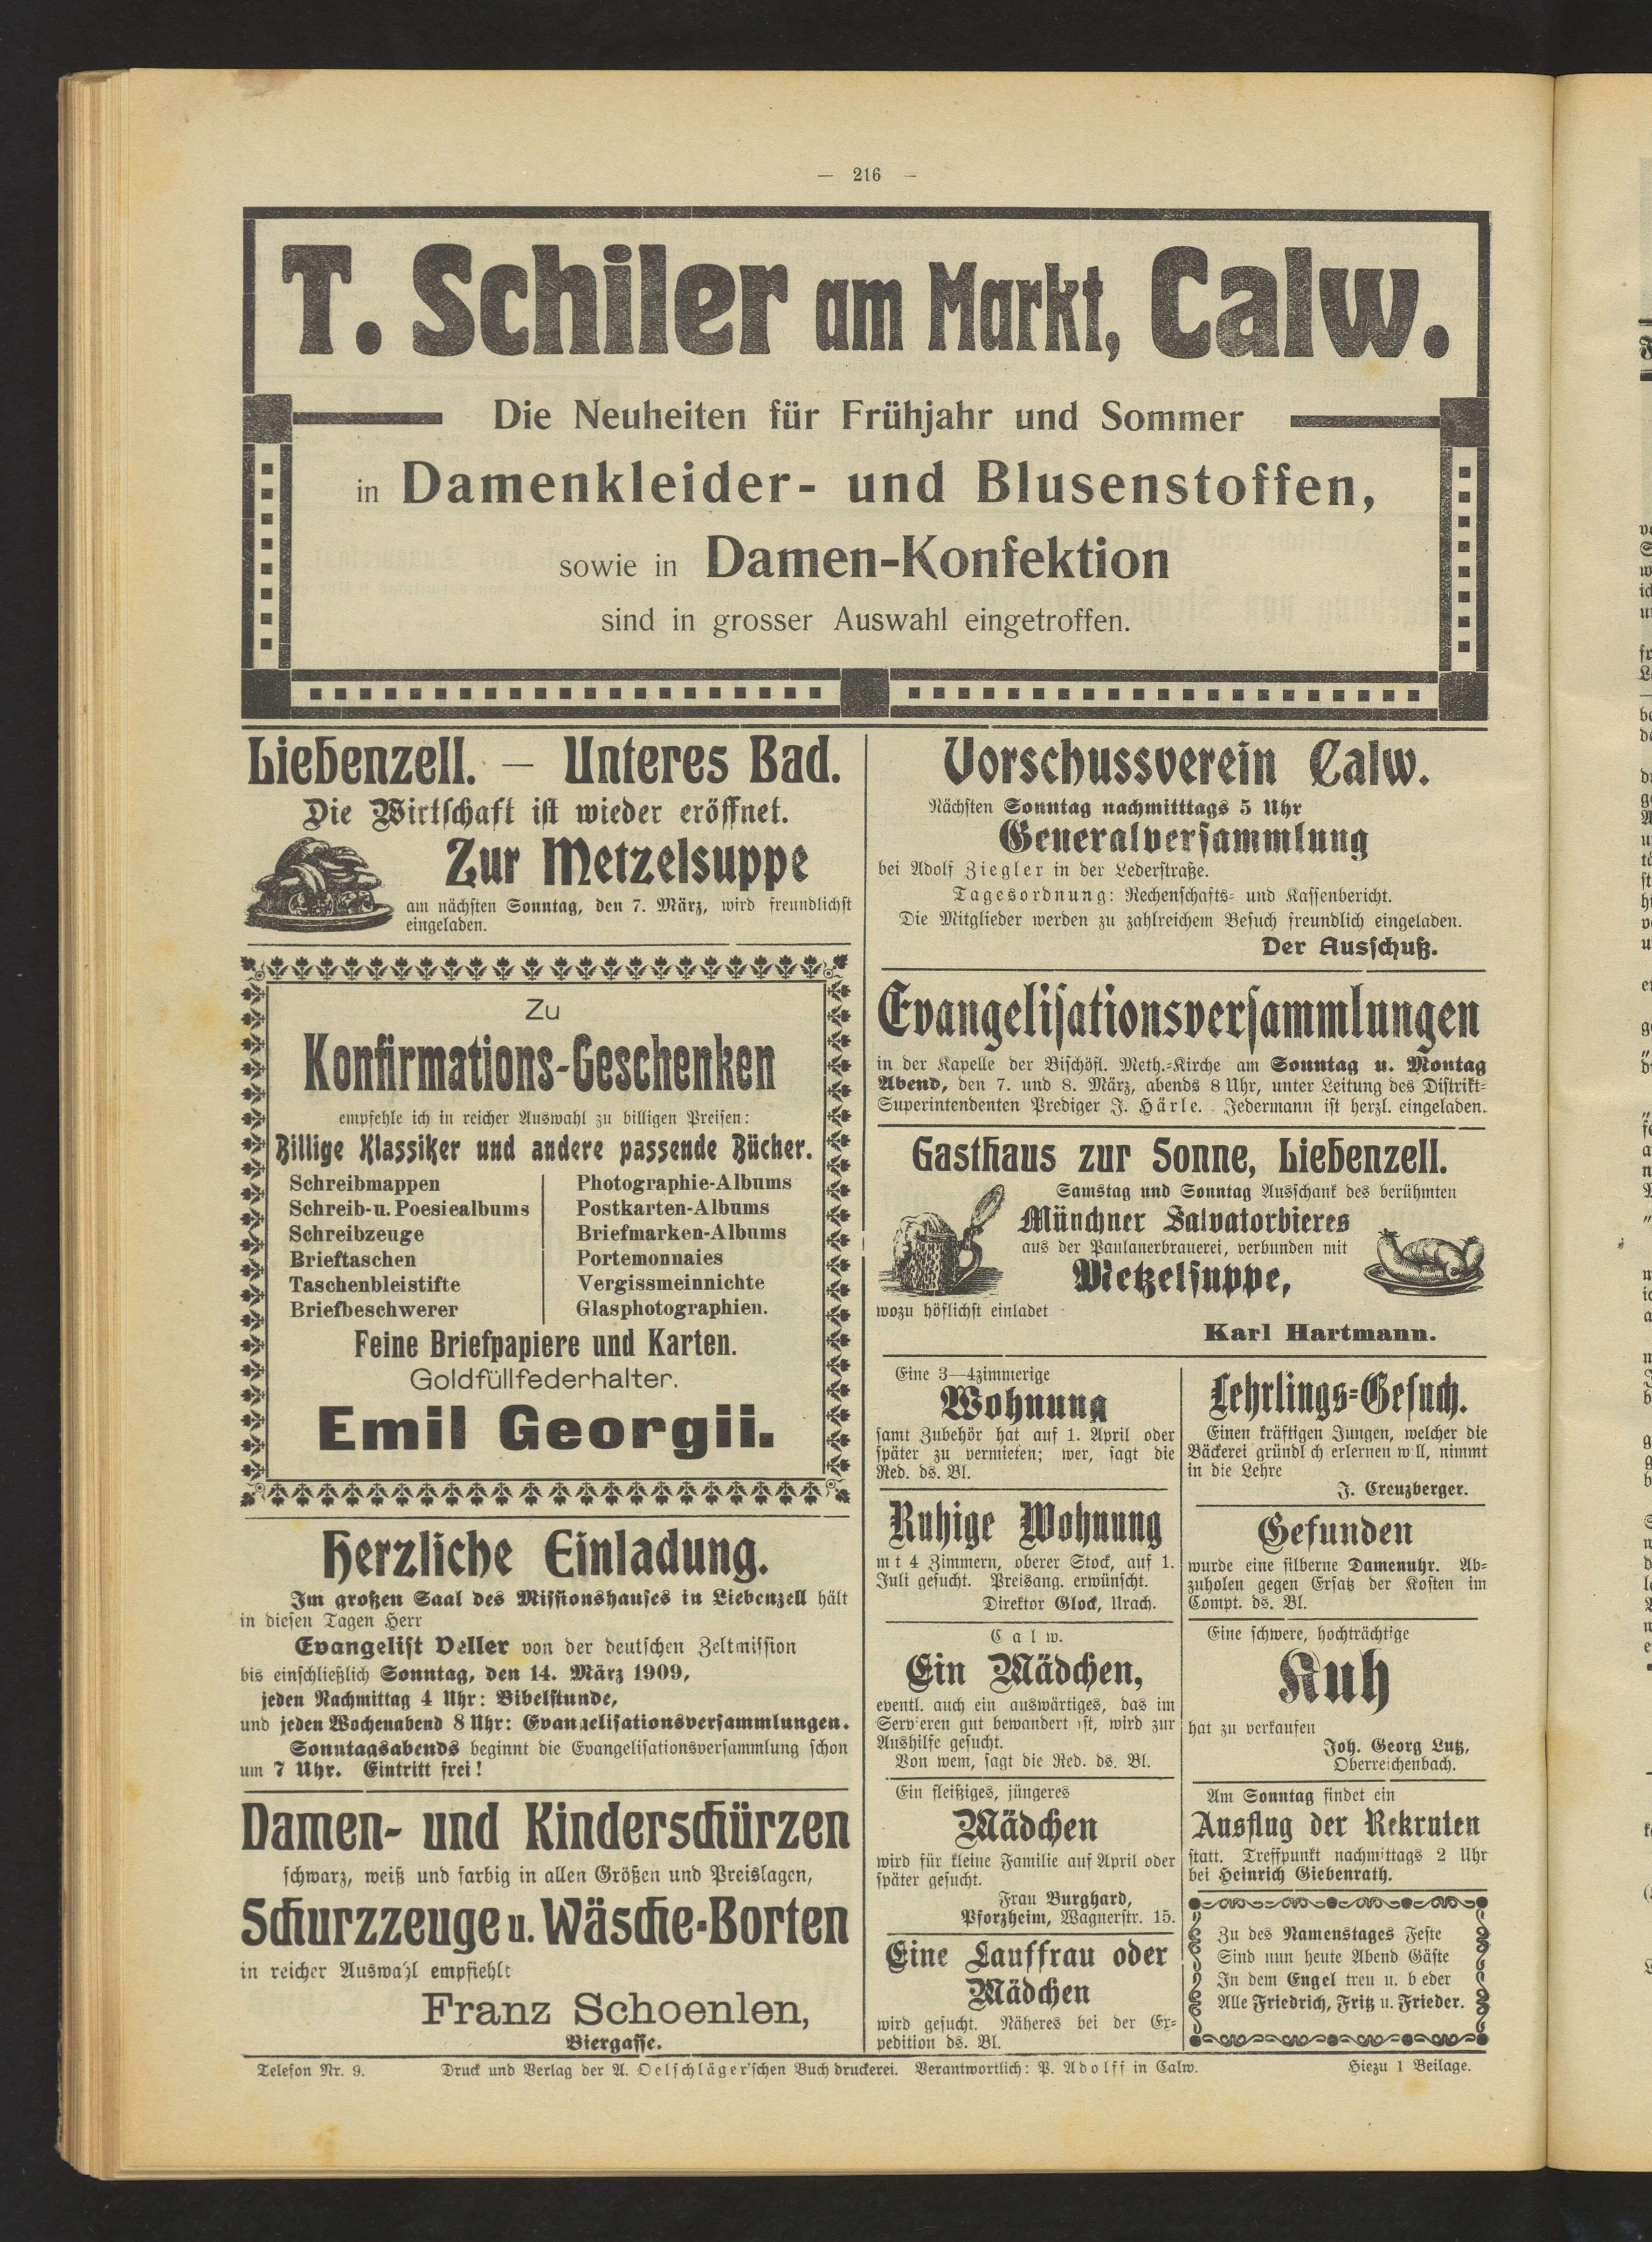 — 216 —
T. Schiler am Markt, Calw.
Die Neuheiten für Frühjahr und Sommer
in Damenkleider- und Blusenstoffen,
sowie in Damen-Konfektion
sind in grosser Auswahl eingetroffen.
Liebenzell. — Unteres Bad.
Die Wirtschaft ist wieder eröffnet.
Zur Metzelsuppe
am nächsten Sonntag, den 7. März, wird freundlichst
eingeladen.
Zu
Konfirmations-Geschenken
empfehle ich in reicher Auswahl zu billigen Preisen:
Billige Klassiker und andere passende Bücher.
Schreibmappen
Schreib- u. Poesiealbums
Schreibzeuge
Brieftaschen
Taschenbleistifte
Briefbeschwerer
Photographie-Albums
Postkarten-Albums
Briefmarken-Albums
Portemonnaies
Vergissmeinnichte
Glasphotographien.
Feine Briefpapiere und Karten.
Goldfüllfederhalter.
Emil Georgii.
Herzliche Einladung.
Im großen Saal des Missionshauses in Liebenzell hält
in diesen Tagen Herr
Evangelist Veller von der deutschen Zeltmission
bis einschließlich Sonntag, den 14. März 1909,
jeden Nachmittag 4 Uhr: Bibelstunde,
und jeden Wochenabend 8 Uhr: Evangelisationsversammlungen.
Sonntagsabends beginnt die Evangelisationsversammlung schon
um 7 Uhr. Eintritt frei!
Damen- und Kinderschürzen
schwarz, weiß und farbig in allen Größen und Preislagen,
Schurzzeuge u. Wäsche-Borten
in reicher Auswahl empfiehlt
Franz Schoenlen,
Biergasse.
Vorschussverein Calw.
Nächsten Sonntag nachmitttags 5 Uhr
Generalversammlung
bei Adolf Ziegler in der Lederstraße.
Tagesordnung: Rechenschafts- und Kassenbericht.
Die Mitglieder werden zu zahlreichem Besuch freundlich eingeladen.
Der Ausschuß.
Evangelisationsversammlungen
in der Kapelle der Bischöfl. Meth.-Kirche am Sonntag u. Montag
Abend, den 7. und 8. März, abends 8 Uhr, unter Leitung des Distrikt-
Superintendenten Prediger J. Härle. Jedermann ist herzl. eingeladen.
Gasthaus zur Sonne, Liebenzell.
Samstag und Sonntag Ausschank des berühmten
Münchner Salvatorbieres
aus der Paulanerbrauerei, verbunden mit
Metzelsuppe,
wozu höflichst einladet
Karl Hartmann.
Eine 3—4zimmerige
Wohnung
samt Zubehör hat auf 1. April oder
später zu vermieten; wer, sagt die
Red. ds. Bl.
Ruhige Wohnung
m t 4 Zimmern, oberer Stock, auf 1.
Juli gesucht. Preisang. erwünscht.
Direktor Glock, Urach.
Calw.
Ein Mädchen,
eventl. auch ein auswärtiges, das im
Servieren gut bewandert ist, wird zur
Aushilfe gesucht.
Von wem, sagt die Red. ds. Bl.
Ein fleißiges, jüngeres
Mädchen
wird für kleine Familie auf April oder
später gesucht.
Frau Burghard,
Pforzheim, Wagnerstr. 15.
Eine Lauffrau oder
Mädchen
wird gesucht. Näheres bei der Ex-
pedition ds. Bl.
Lehrlings-Gesuch.
Einen kräftigen Jungen, welcher die
Bäckerei gründl ch erlernen w ll, nimmt
in die Lehre
J. Creuzberger.
Gefunden
wurde eine silberne Damenuhr. Ab-
zuholen gegen Ersatz der Kosten im
Compt. ds. Bl.
Eine schwere, hochträchtige
Kuh
hat zu verkaufen
Joh. Georg Lutz,
Oberreichenbach.
Am Sonntag findet ein
Ausflug der Rekruten
statt. Treffpunkt nachmittags 2 Uhr
bei Heinrich Giebenrath.
Zu des Namenstages Feste
Sind nun heute Abend Gäste
In dem Engel treu u. b eder
Alle Friedrich, Fritz u. Frieder.
Telefon Nr. 9. Druck und Verlag der A. Oelschläger'schen Buchdruckerei. Verantwortlich: P. Adolff in Calw. Hiezu 1 Beilage.